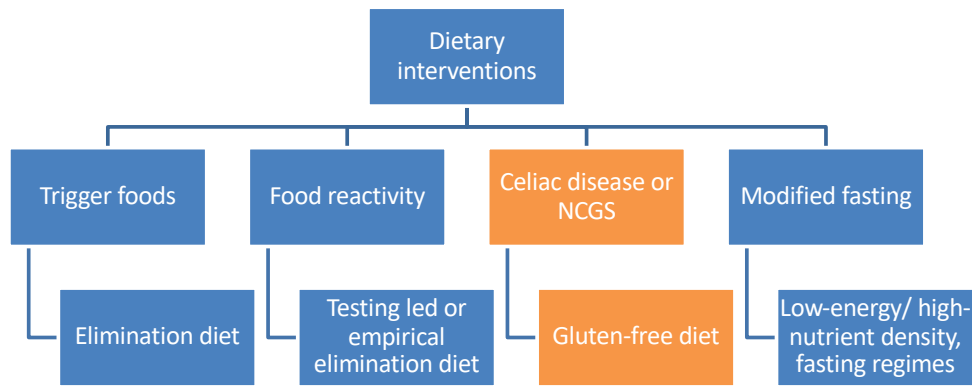 Dietary
interventions
Trigger foods
Food reactivity
Celiac disease or
NCGS
Modified fasting
Elimination diet
Testing led or
empirical
elimination diet
Gluten-free diet
Low-energy/ high-
nutrient density,
fasting regimes